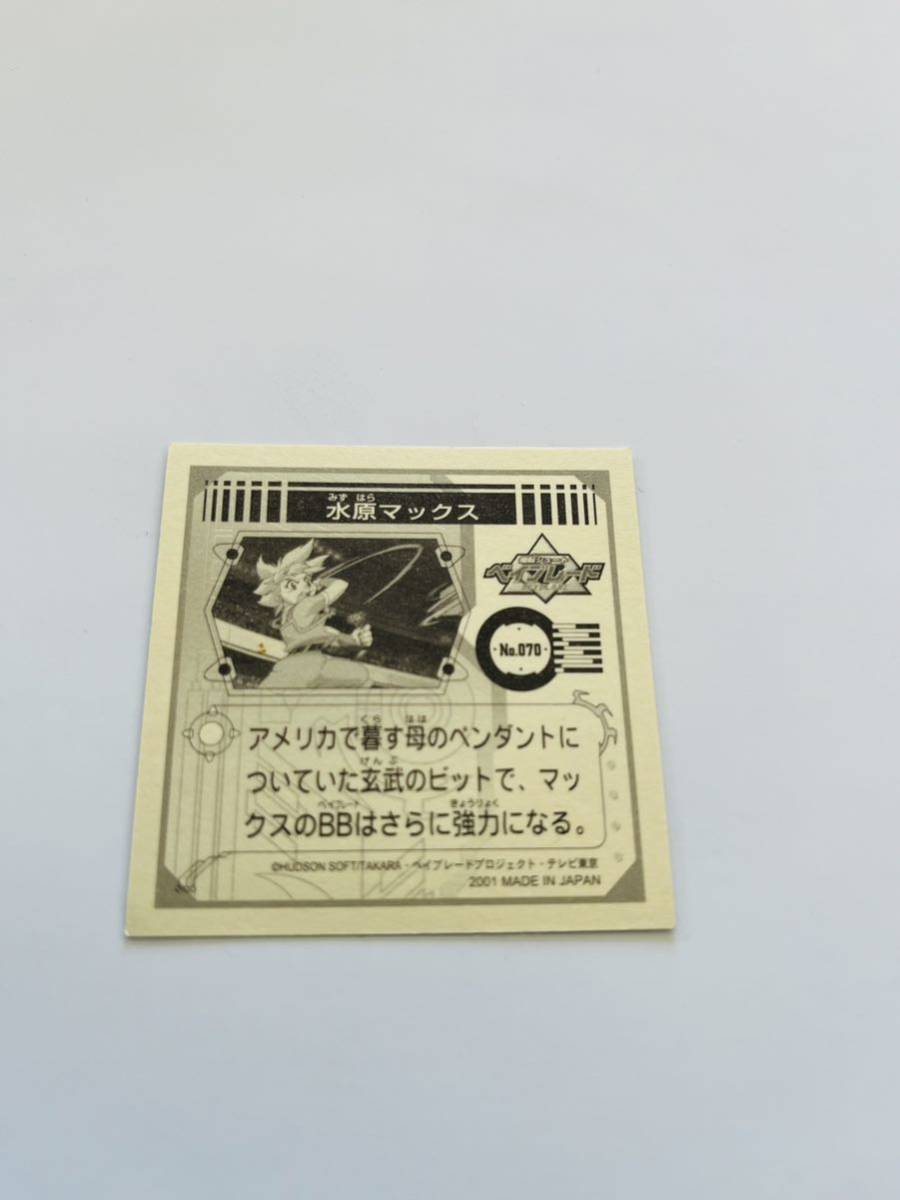 みず はら
水原マックス
ベイブレード
No.070
くら はは
アメリカで暮す母のペンダントに
げんぶ
ついていた玄武のビットで、マッ
ベイブレード きょうりょく
クスのBBはさらに強力になる。
©HUDSON SOFT/TAKARA・ベイブレードプロジェクト・テレビ東京
2001 MADE IN JAPAN